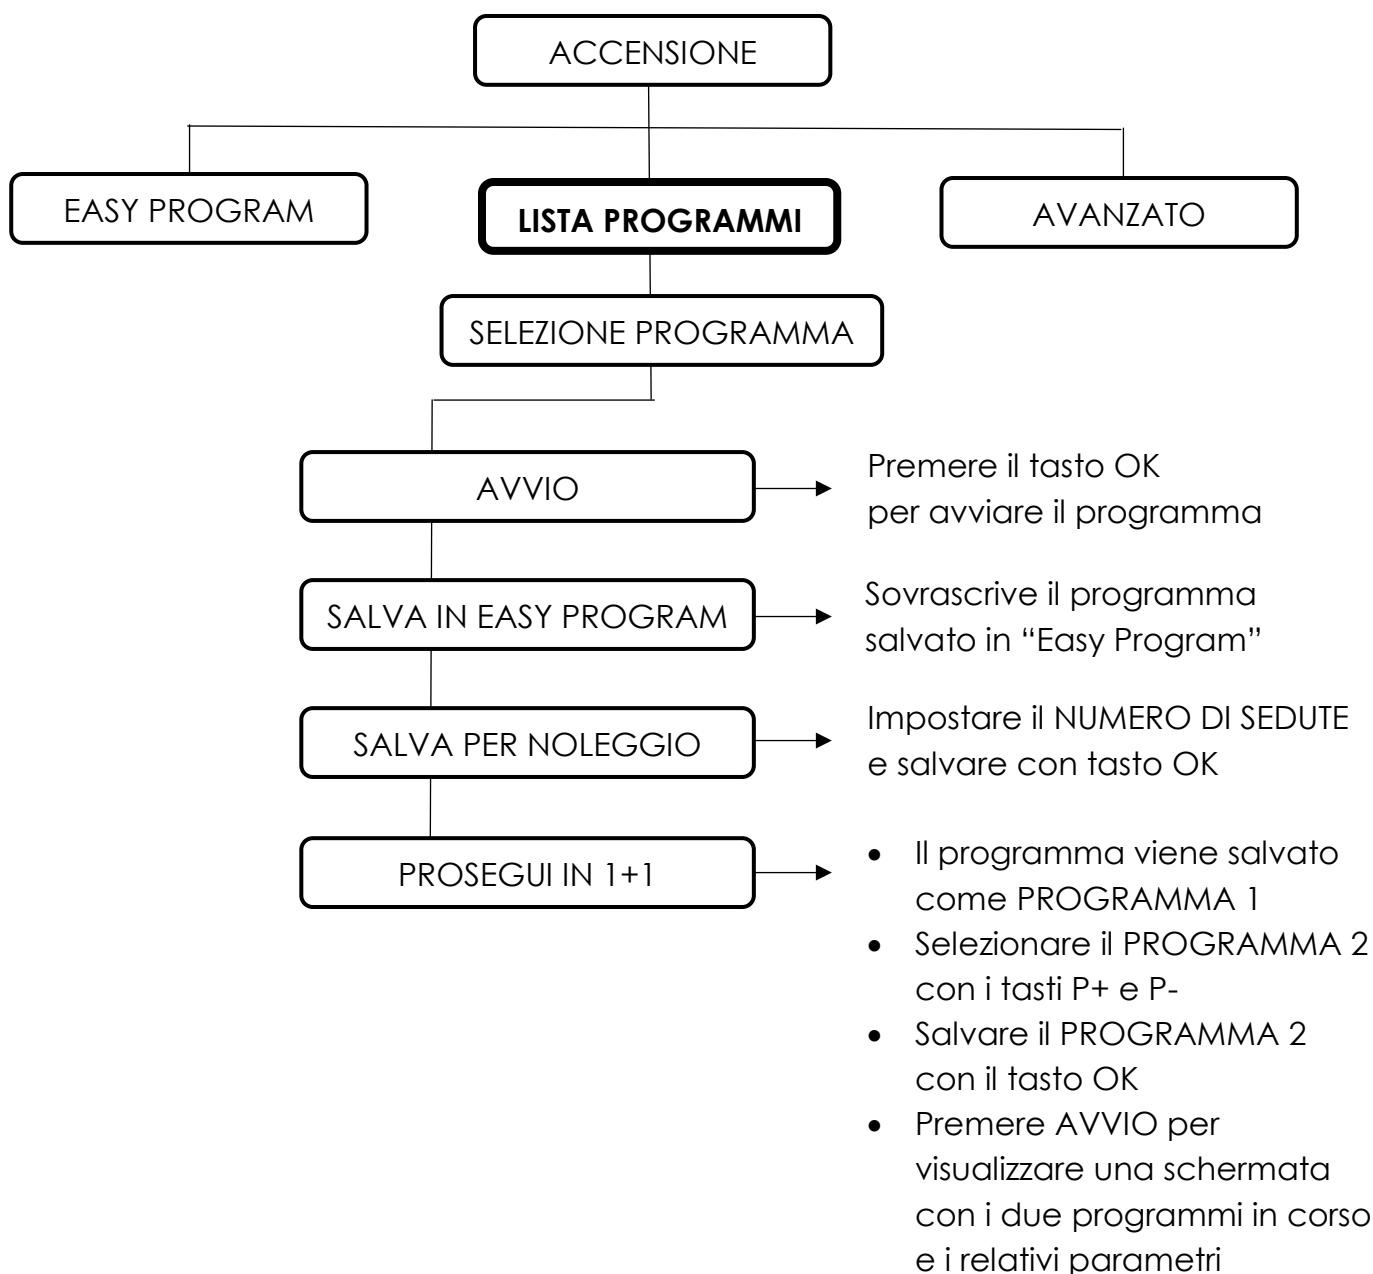 ACCENSIONE
EASY PROGRAM
LISTA PROGRAMMI
AVANZATO
SELEZIONE PROGRAMMA
AVVIO
Premere il tasto OK
per avviare il programma
SALVA IN EASY PROGRAM
Sovrascrive il programma
salvato in “Easy Program”
SALVA PER NOLEGGIO
Impostare il NUMERO DI SEDUTE
e salvare con tasto OK
PROSEGUI IN 1+1
• Il programma viene salvato
come PROGRAMMA 1
• Selezionare il PROGRAMMA 2
con i tasti P+ e P-
• Salvare il PROGRAMMA 2
con il tasto OK
• Premere AVVIO per
visualizzare una schermata
con i due programmi in corso
e i relativi parametri